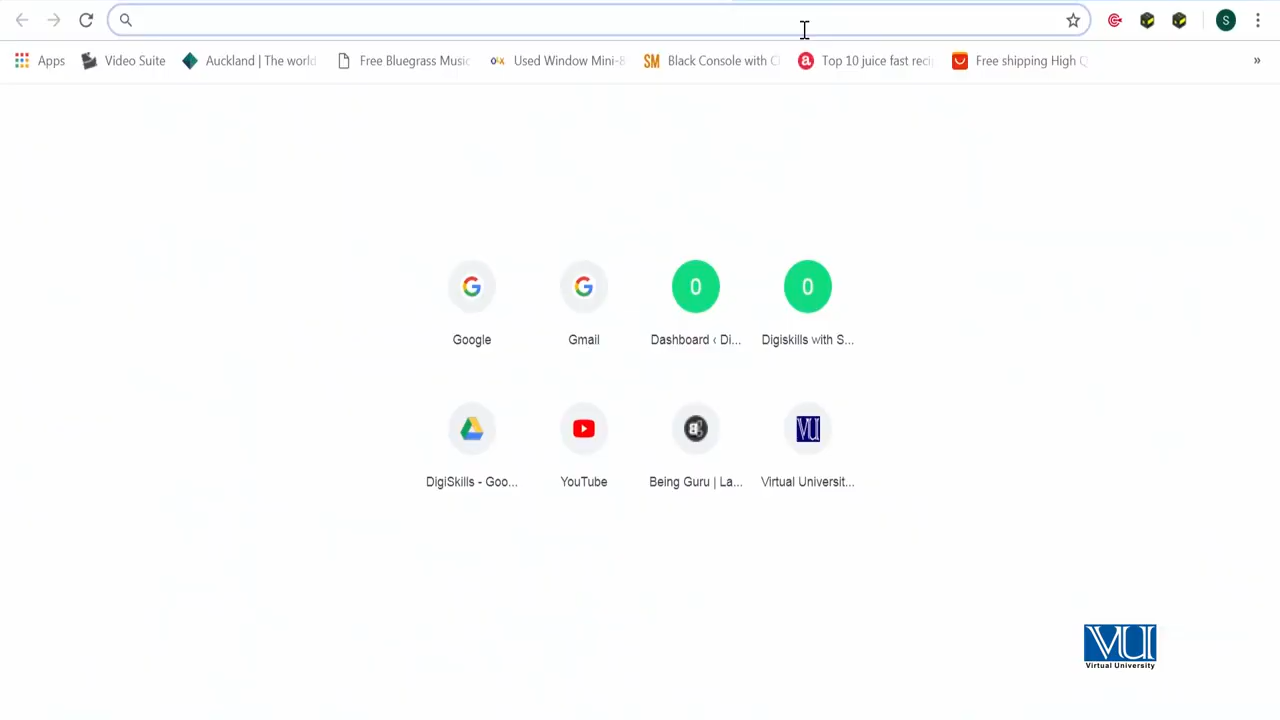 S
Apps Video Suite Auckland | The world Free Bluegrass Music OLX Used Window Mini- SM Black Console with C a Top 10 juice fast reci Free shipping High Q »
G G 0 0
Google Gmail Dashboard ‹ Di... Digiskills with S...
B VU
DigiSkills - Goo... YouTube Being Guru | La... Virtual Universit...
VU
Virtual University